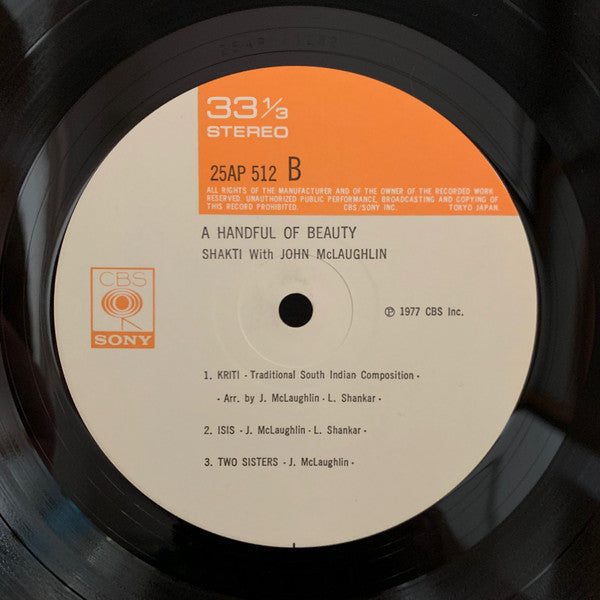 33 1/3
STEREO
25AP 512 B
ALL RIGHTS OF THE MANUFACTURER AND OF THE OWNER OF THE RECORDED WORK
RESERVED. UNAUTHORIZED PUBLIC PERFORMANCE, BROADCASTING AND COPYING OF
THIS RECORD PROHIBITED. CBS/SONY INC. TOKYO JAPAN.
A HANDFUL OF BEAUTY
SHAKTI With JOHN McLAUGHLIN
CBS
SONY
Ⓟ 1977 CBS Inc.
1. KRITI - Traditional South Indian Composition -
- Arr. by J. McLaughlin - L. Shankar -
2. ISIS - J. McLaughlin - L. Shankar -
3. TWO SISTERS - J. McLaughlin -